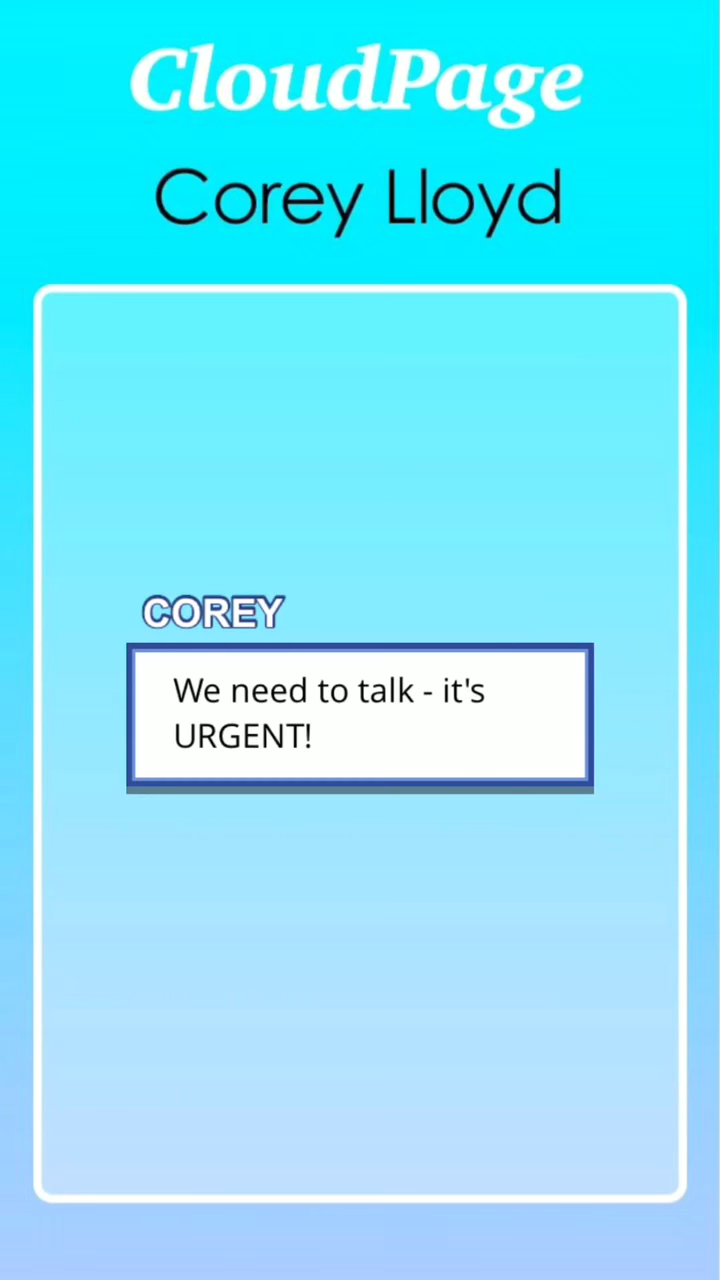 CloudPage
Corey Lloyd
COREY
We need to talk - it's
URGENT!